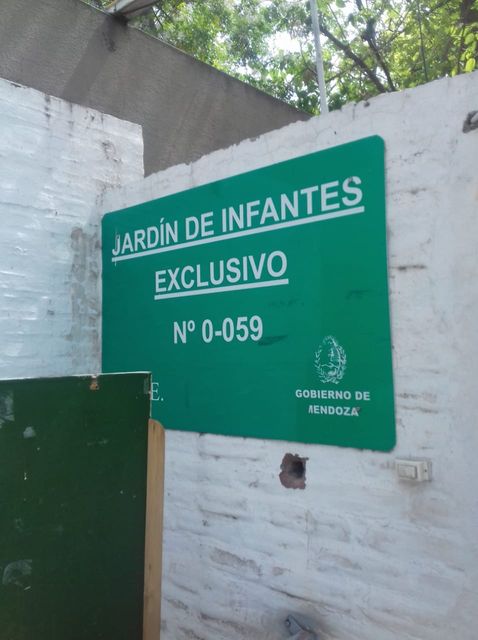 JARDÍN DE INFANTES
EXCLUSIVO
Nº 0-059
E.
GOBIERNO DE
MENDOZA